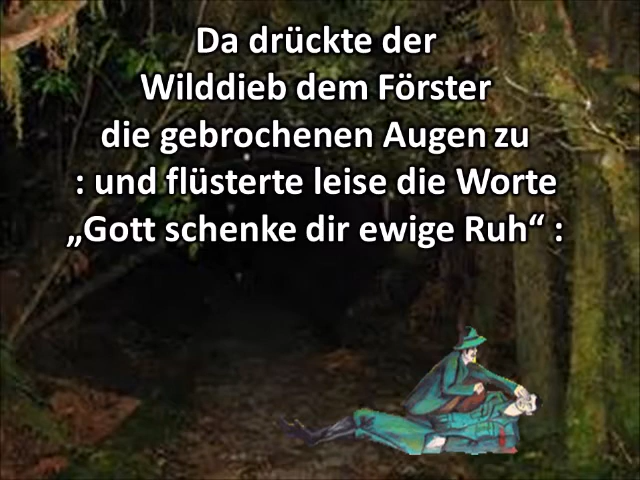 Da drückte der
Wilddieb dem Förster
die gebrochenen Augen zu
: und flüsterte leise die Worte
„Gott schenke dir ewige Ruh“ :